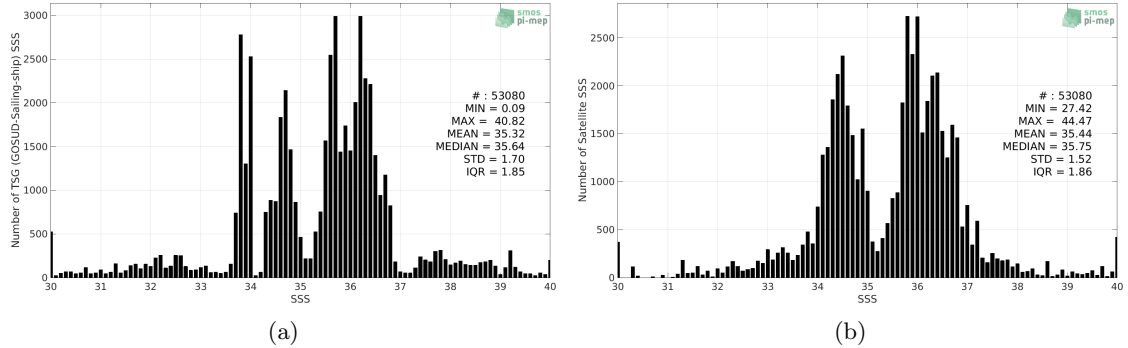 smos
pi-mep
Number of TSG (GOSUD-Sailing-ship) SSS
3000
2500
2000
1500
1000
500
0
# : 53080
MIN = 0.09
MAX = 40.82
MEAN = 35.32
MEDIAN = 35.64
STD = 1.70
IQR = 1.85
30 31 32 33 34 35 36 37 38 39 40
SSS
(a)
smos
pi-mep
Number of Satellite SSS
2500
2000
1500
1000
500
0
# : 53080
MIN = 27.42
MAX = 44.47
MEAN = 35.44
MEDIAN = 35.75
STD = 1.52
IQR = 1.86
30 31 32 33 34 35 36 37 38 39 40
SSS
(b)